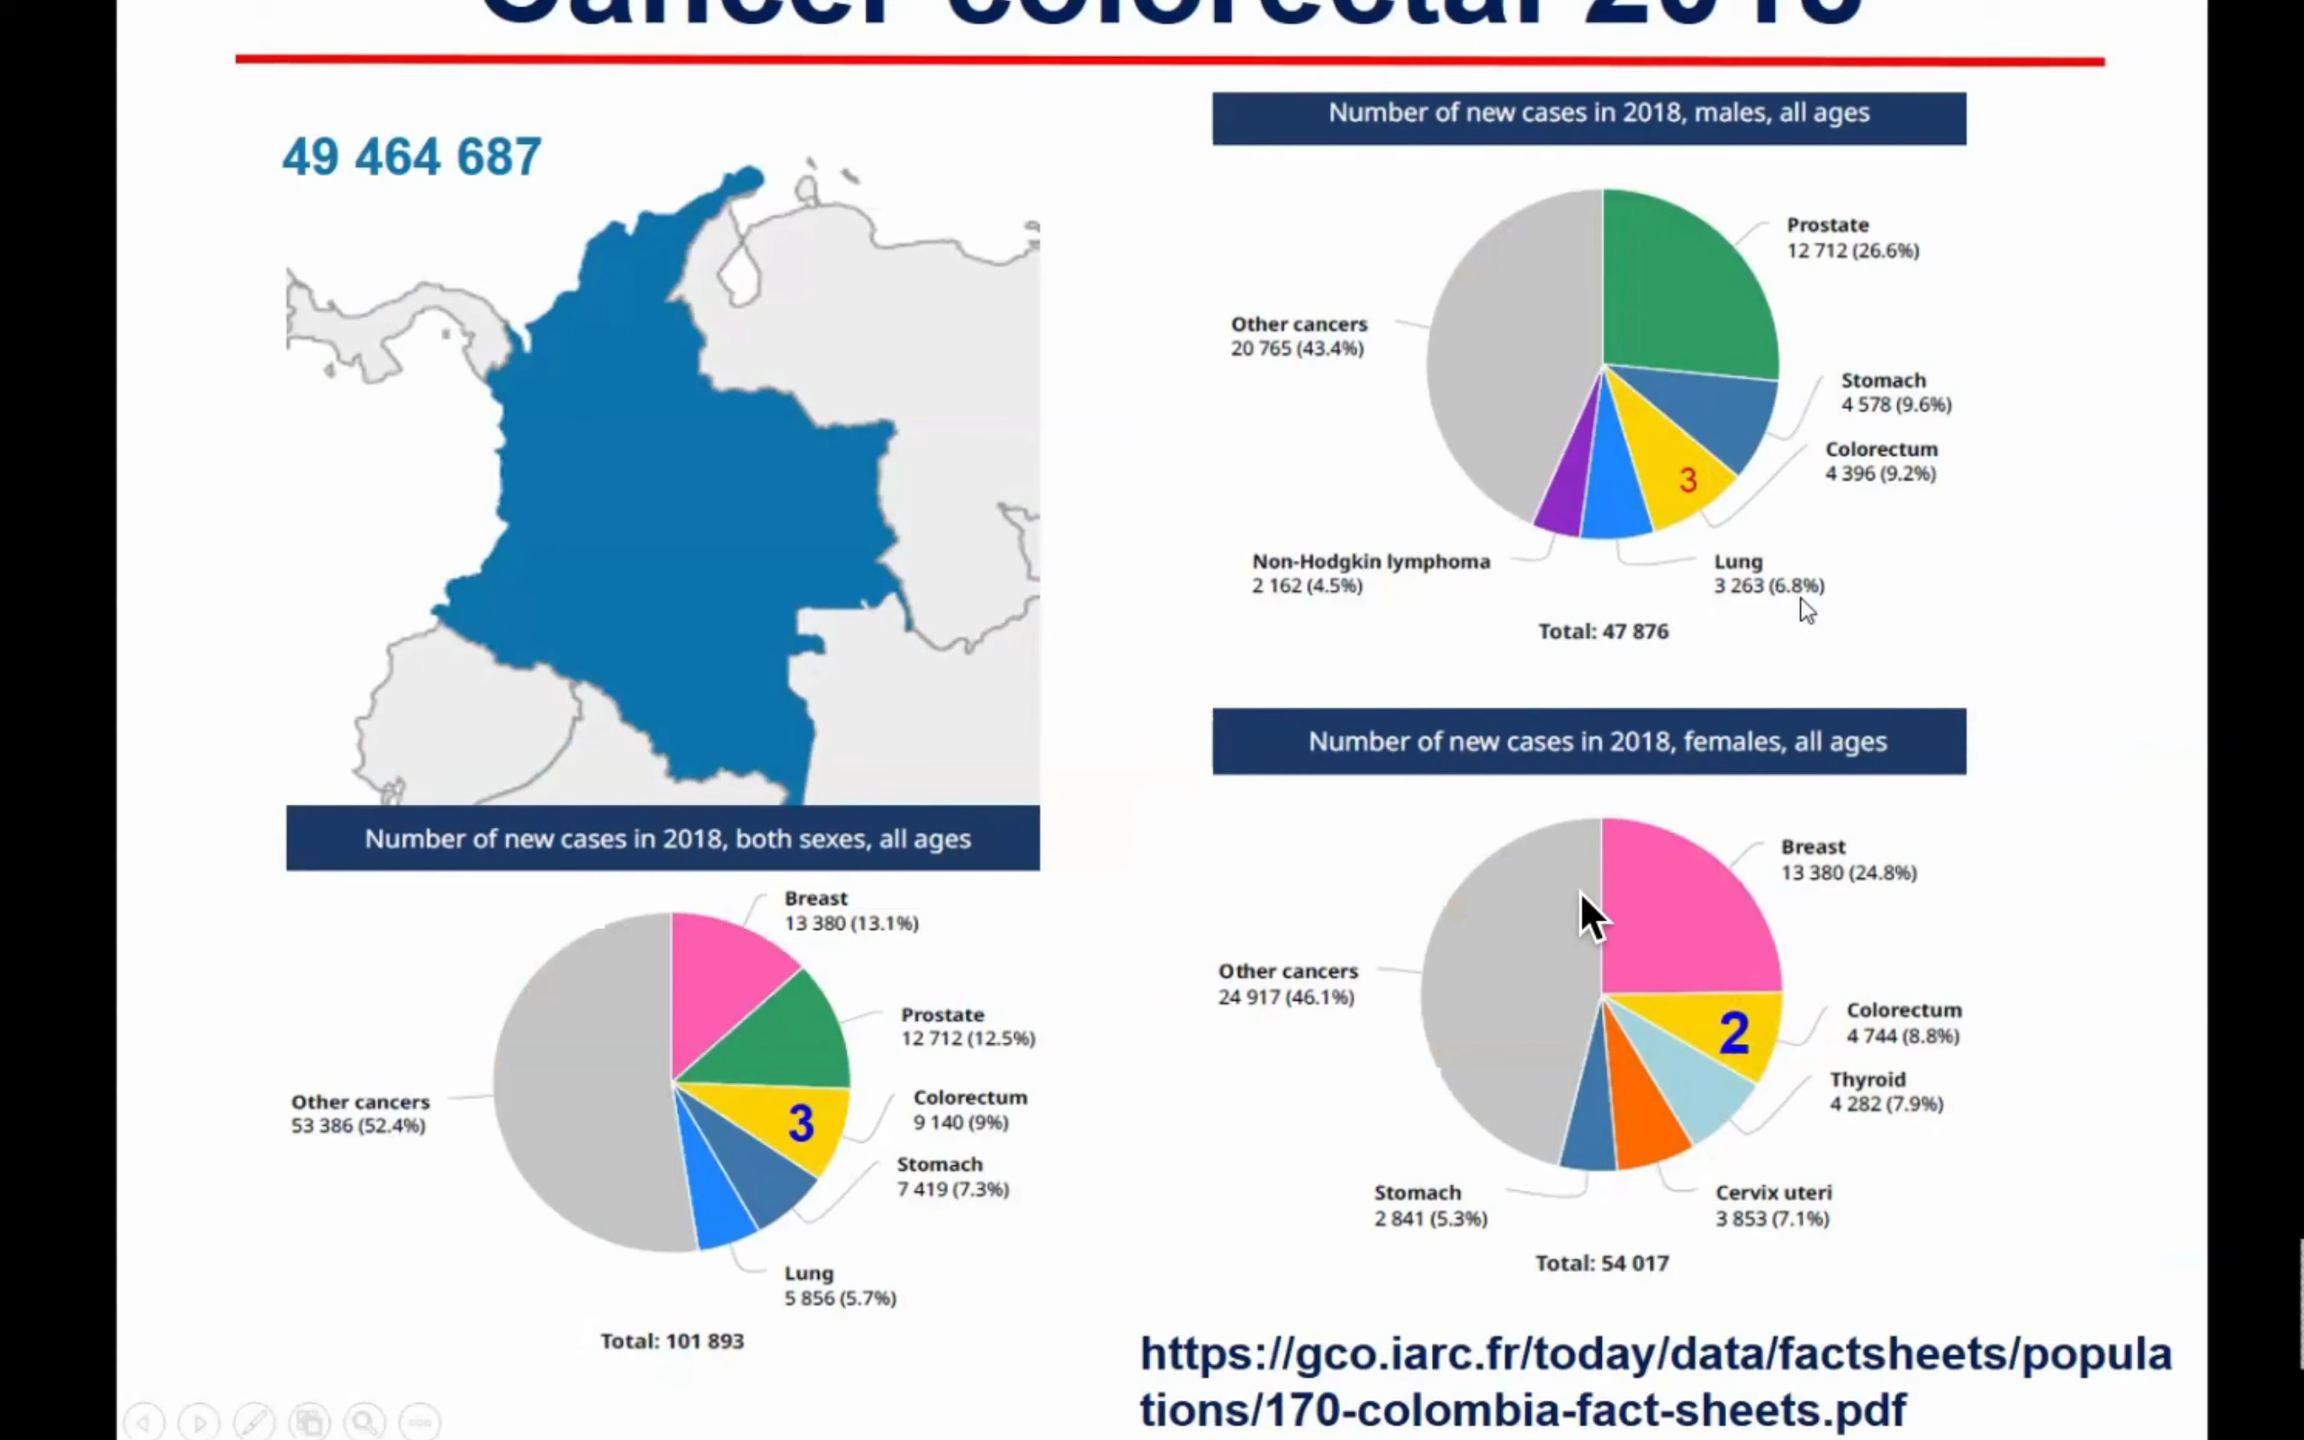 Cancer colorectal 2018
49 464 687
Number of new cases in 2018, both sexes, all ages
Breast
13 380 (13.1%)
Prostate
12 712 (12.5%)
Colorectum
9 140 (9%)
3
Stomach
7 419 (7.3%)
Lung
5 856 (5.7%)
Other cancers
53 386 (52.4%)
Total: 101 893
Number of new cases in 2018, males, all ages
Prostate
12 712 (26.6%)
Stomach
4 578 (9.6%)
Colorectum
4 396 (9.2%)
3
Lung
3 263 (6.8%)
Non-Hodgkin lymphoma
2 162 (4.5%)
Other cancers
20 765 (43.4%)
Total: 47 876
Number of new cases in 2018, females, all ages
Breast
13 380 (24.8%)
Colorectum
4 744 (8.8%)
2
Thyroid
4 282 (7.9%)
Cervix uteri
3 853 (7.1%)
Stomach
2 841 (5.3%)
Other cancers
24 917 (46.1%)
Total: 54 017
https://gco.iarc.fr/today/data/factsheets/popula
tions/170-colombia-fact-sheets.pdf